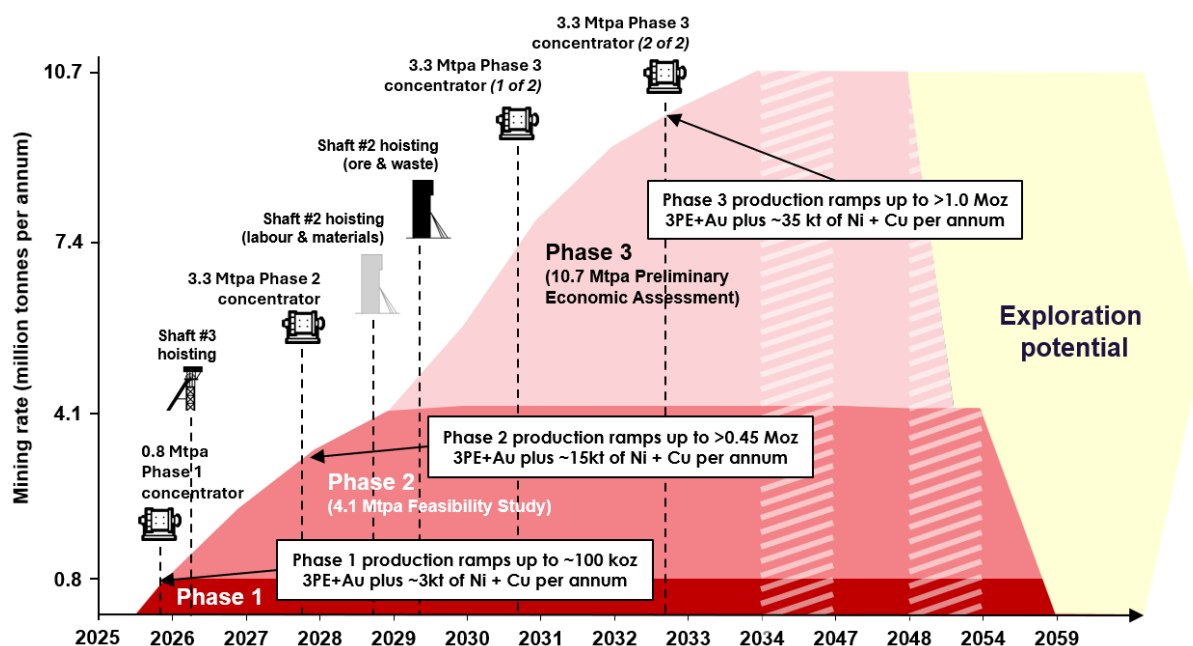 3.3 Mtpa Phase 3
concentrator (2 of 2)
3.3 Mtpa Phase 3
concentrator (1 of 2)
Shaft #2 hoisting
(ore & waste)
Shaft #2 hoisting
(labour & materials)
3.3 Mtpa Phase 2
concentrator
Shaft #3
hoisting
0.8 Mtpa
Phase 1
concentrator
Mining rate (million tonnes per annum)
10.7
7.4
4.1
0.8
Phase 3 production ramps up to >1.0 Moz
3PE+Au plus ~35 kt of Ni + Cu per annum
Phase 3
(10.7 Mtpa Preliminary
Economic Assessment)
Exploration
potential
Phase 2 production ramps up to >0.45 Moz
3PE+Au plus ~15kt of Ni + Cu per annum
Phase 2
(4.1 Mtpa Feasibility Study)
Phase 1 production ramps up to ~100 koz
3PE+Au plus ~3kt of Ni + Cu per annum
Phase 1
2025 2026 2027 2028 2029 2030 2031 2032 2033 2034 2047 2048 2054 2059